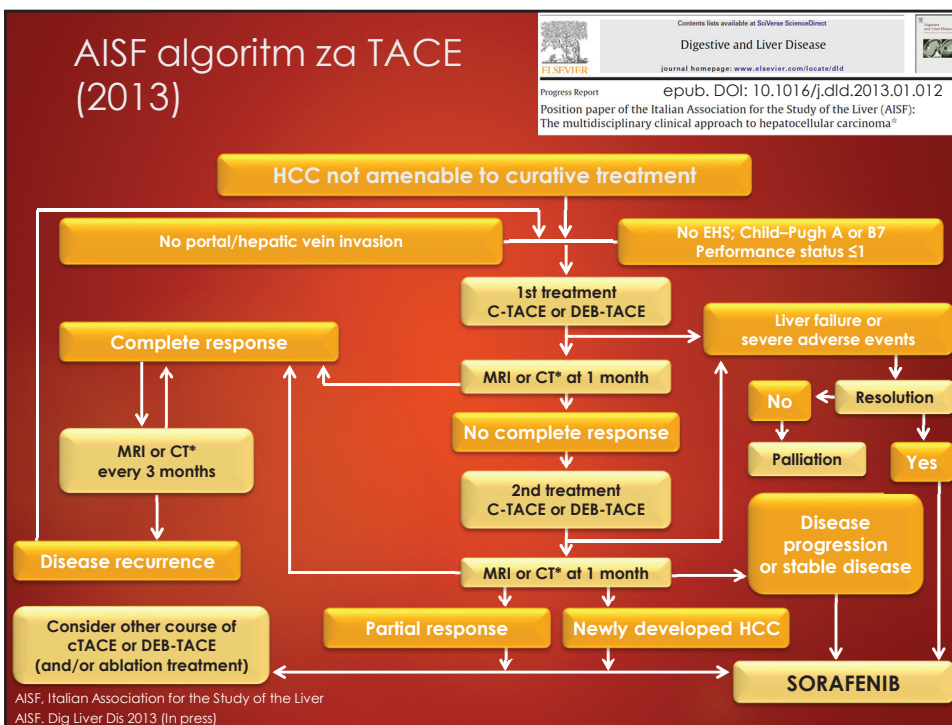 AISF algoritm za TACE
(2013)
ELSEVIER
Contents lists available at SciVerse ScienceDirect
Digestive and Liver Disease
journal homepage: www.elsevier.com/locate/dld
Progress Report
epub. DOI: 10.1016/j.dld.2013.01.012
Position paper of the Italian Association for the Study of the Liver (AISF):
The multidisciplinary clinical approach to hepatocellular carcinoma☆
HCC not amenable to curative treatment
No portal/hepatic vein invasion
No EHS; Child–Pugh A or B7
Performance status ≤1
1st treatment
C-TACE or DEB-TACE
Liver failure or
severe adverse events
Complete response
MRI or CT* at 1 month
No
Resolution
No complete response
MRI or CT*
every 3 months
Palliation
Yes
2nd treatment
C-TACE or DEB-TACE
Disease
progression
or stable disease
Disease recurrence
MRI or CT* at 1 month
Consider other course of
cTACE or DEB-TACE
(and/or ablation treatment)
Partial response
Newly developed HCC
SORAFENIB
AISF, Italian Association for the Study of the Liver
AISF. Dig Liver Dis 2013 (In press)